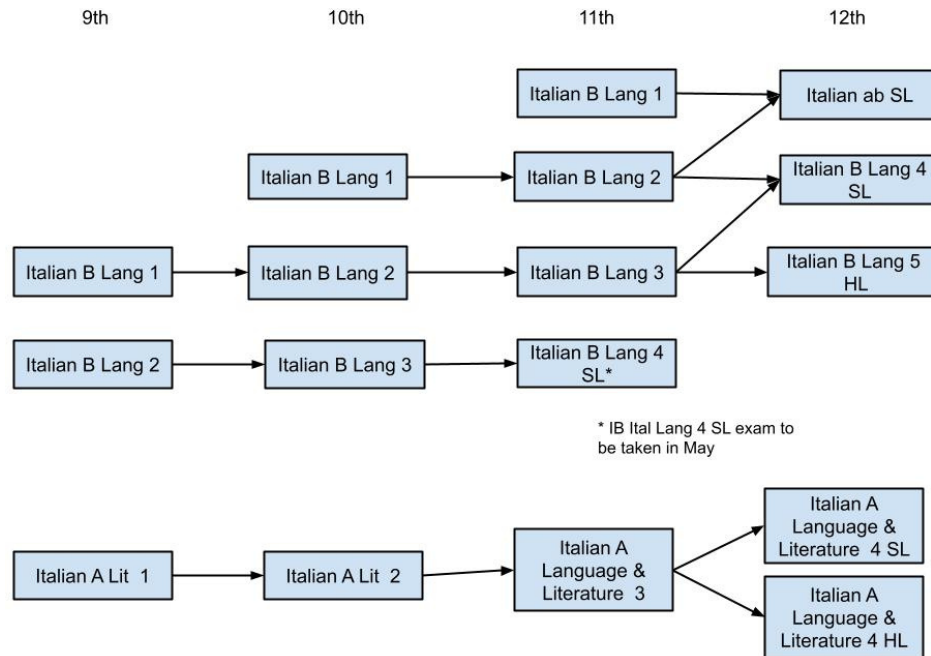 9th 10th 11th 12th
Italian B Lang 1 Italian ab SL
Italian B Lang 1 Italian B Lang 2 Italian B Lang 4
SL
Italian B Lang 1 Italian B Lang 2 Italian B Lang 3 Italian B Lang 5
HL
Italian B Lang 2 Italian B Lang 3 Italian B Lang 4
SL*
* IB Ital Lang 4 SL exam to
be taken in May
Italian A Lit 1 Italian A Lit 2
Italian A
Language &
Literature 3
Italian A
Language &
Literature 4 SL
Italian A
Language &
Literature 4 HL